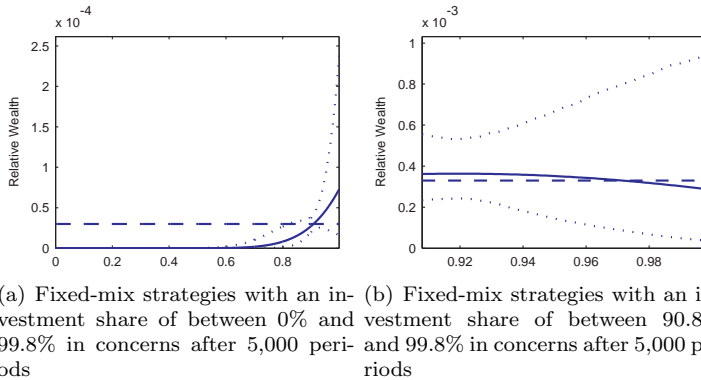 x 10^-4
2.5
2
1.5
1
0.5
0
0 0.2 0.4 0.6 0.8
Relative Wealth
x 10^-3
1
0.8
0.6
0.4
0.2
0
0.92 0.94 0.96 0.98
Relative Wealth
(a) Fixed-mix strategies with an in-
vestment share of between 0% and
99.8% in concerns after 5,000 peri-
ods
(b) Fixed-mix strategies with an i
vestment share of between 90.8
and 99.8% in concerns after 5,000 p
riods